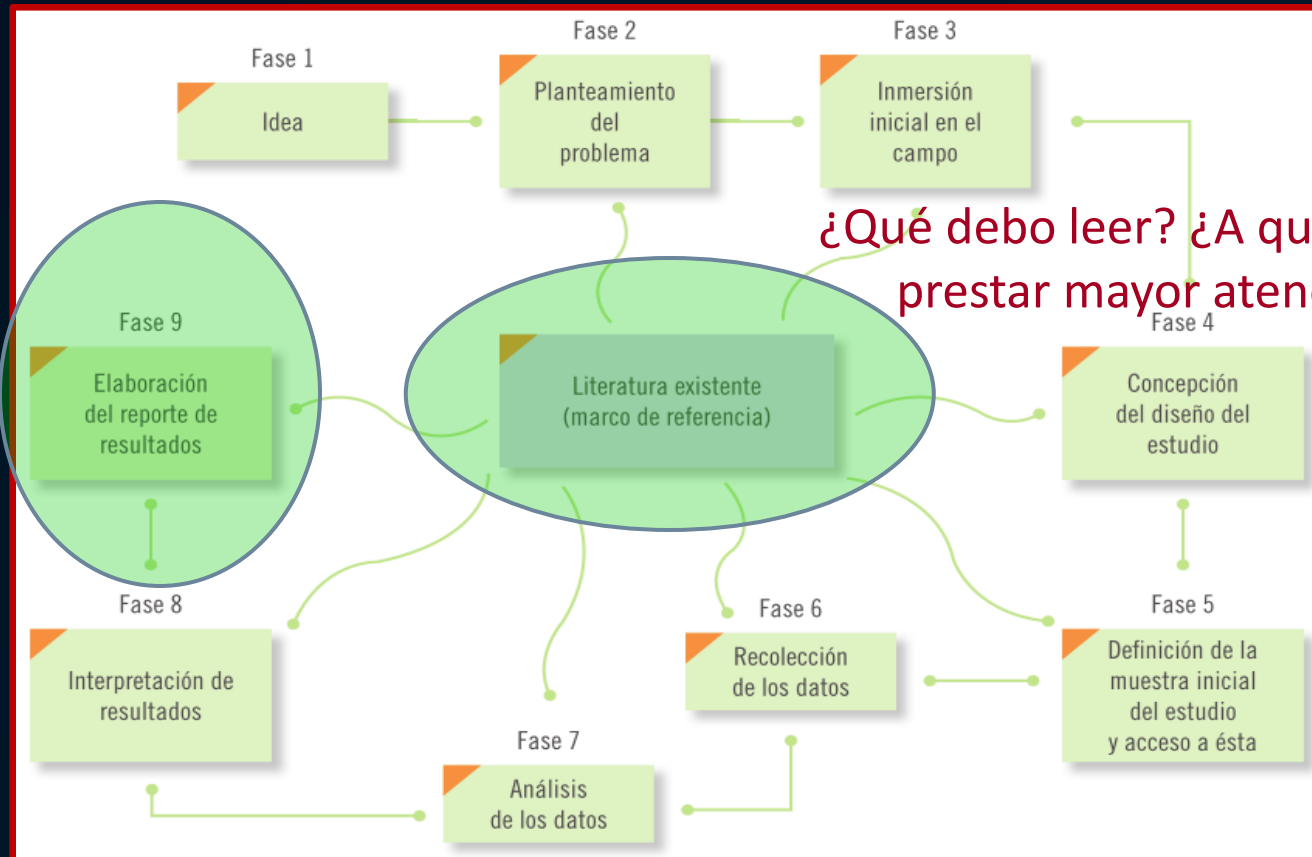 Fase 1
Idea
Fase 2
Planteamiento
del
problema
Fase 3
Inmersión
inicial en el
campo
¿Qué debo leer? ¿A qu
prestar mayor aten
Fase 4
Concepción
del diseño del
estudio
Fase 9
Elaboración
del reporte de
resultados
Literatura existente
(marco de referencia)
Fase 5
Definición de la
muestra inicial
del estudio
y acceso a ésta
Fase 6
Recolección
de los datos
Fase 7
Análisis
de los datos
Fase 8
Interpretación de
resultados